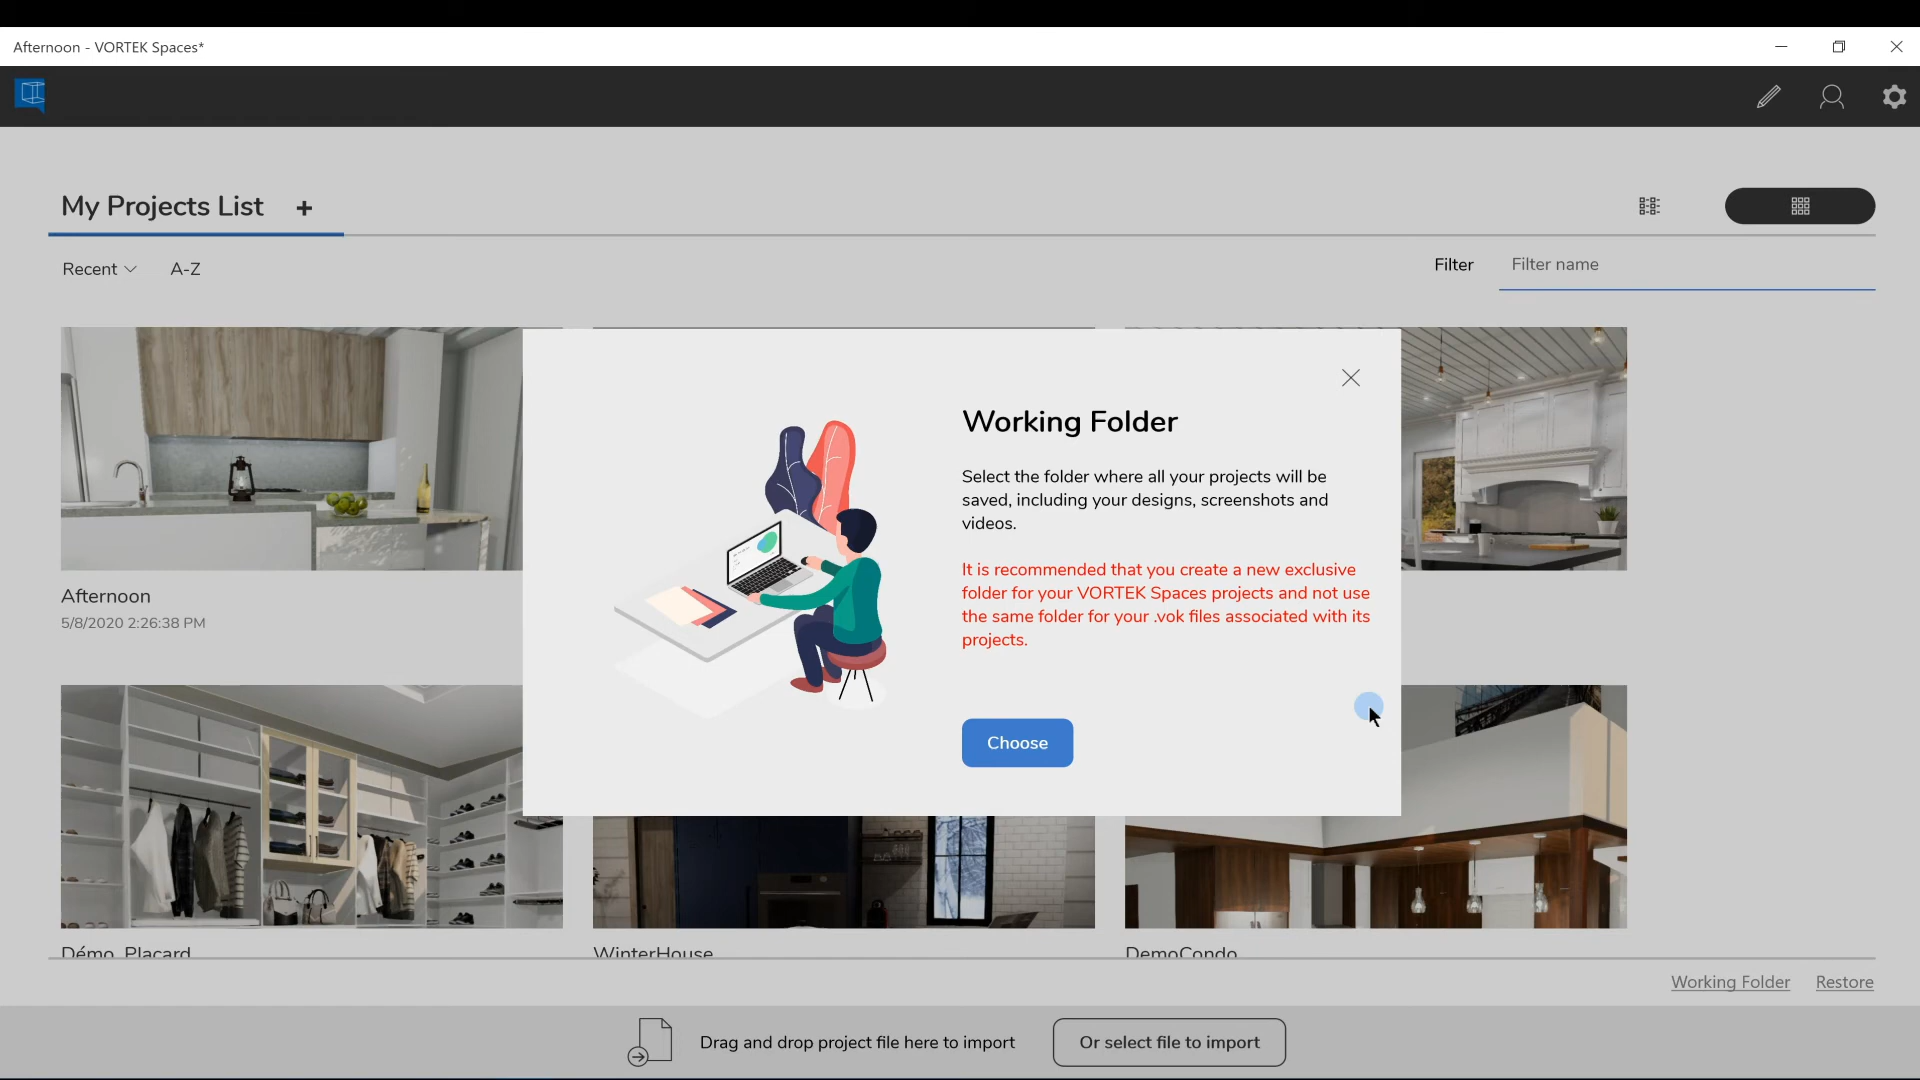 Afternoon - VORTEK Spaces*
My Projects List +
Recent
A-Z
Filter
Filter name
Working Folder
Select the folder where all your projects will be
saved, including your designs, screenshots and
videos.
It is recommended that you create a new exclusive
folder for your VORTEK Spaces projects and not use
the same folder for your .vok files associated with its
projects.
Choose
Afternoon
5/8/2020 2:26:38 PM
Démo_Placard
WinterHouse
DemoCondo
Working Folder
Restore
Drag and drop project file here to import
Or select file to import